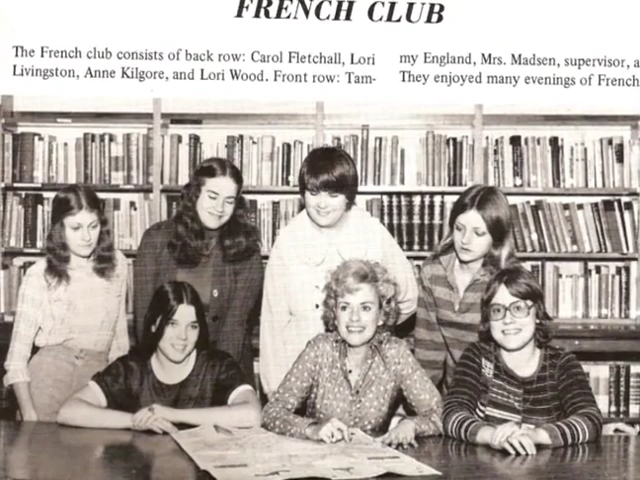 FRENCH CLUB
The French club consists of back row: Carol Fletchall, Lori
Livingston, Anne Kilgore, and Lori Wood. Front row: Tam-
my England, Mrs. Madsen, supervisor, a
They enjoyed many evenings of French